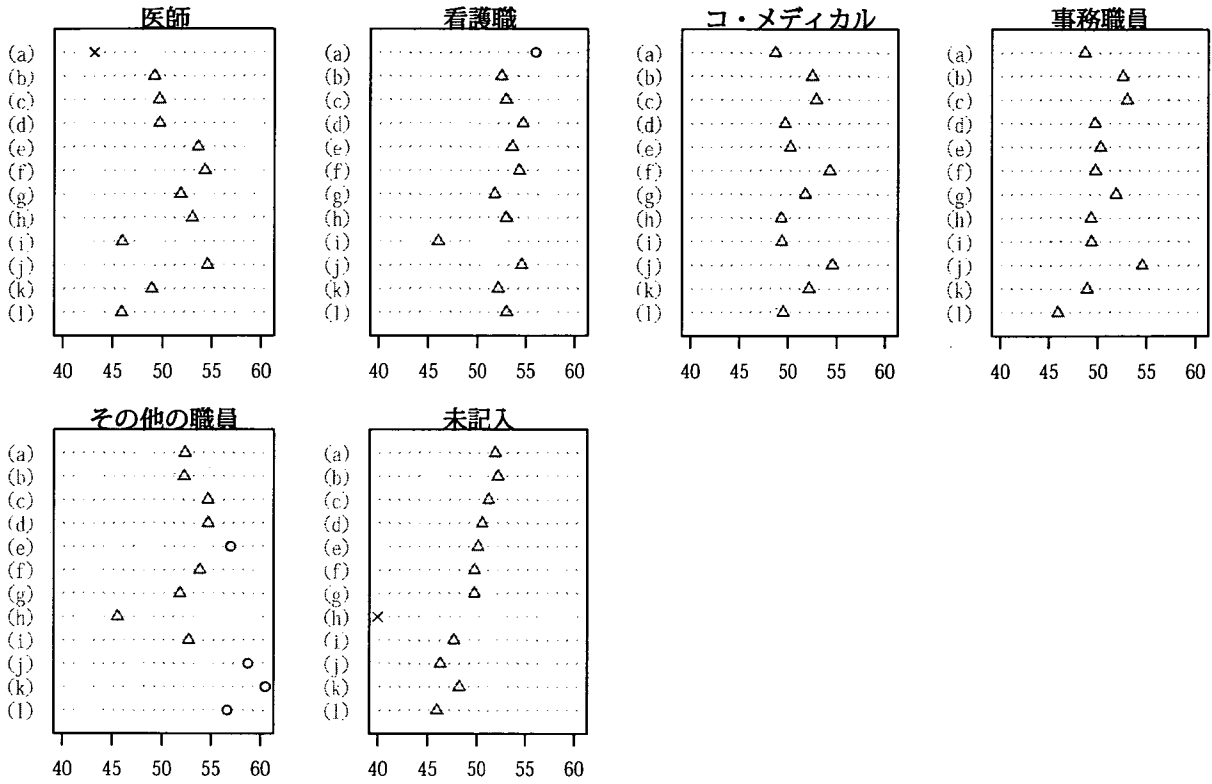 医師 看護職 コ・メディカル 事務職員
(a) (a) (a) (a)
(b) (b) (b) (b)
(c) (c) (c) (c)
(d) (d) (d) (d)
(e) (e) (e) (e)
(f) (f) (f) (f)
(g) (g) (g) (g)
(h) (h) (h) (h)
(i) (i) (i) (i)
(j) (j) (j) (j)
(k) (k) (k) (k)
(l) (l) (l) (l)
40 45 50 55 60 40 45 50 55 60 40 45 50 55 60 40 45 50 55 60
その他の職員 未記入
(a) (a)
(b) (b)
(c) (c)
(d) (d)
(e) (e)
(f) (f)
(g) (g)
(h) (h)
(i) (i)
(j) (j)
(k) (k)
(l) (l)
40 45 50 55 60 40 45 50 55 60